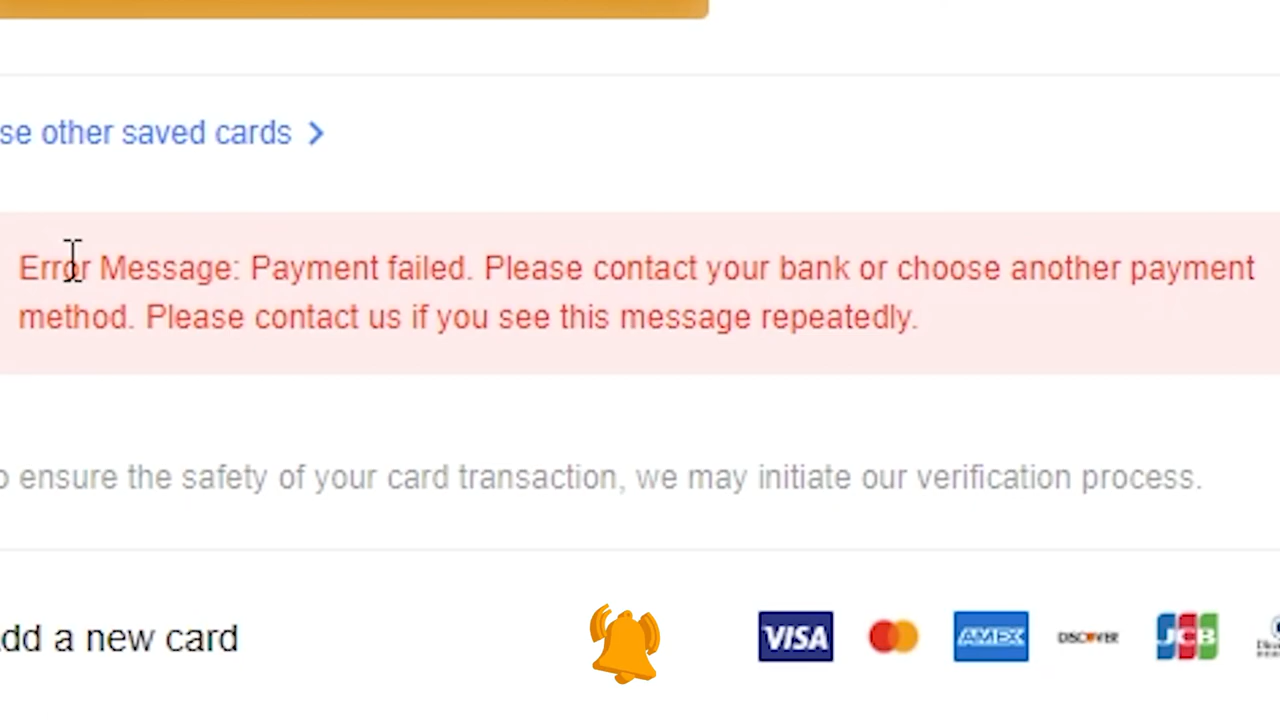 se other saved cards
Error Message: Payment failed. Please contact your bank or choose another payment
method. Please contact us if you see this message repeatedly.
o ensure the safety of your card transaction, we may initiate our verification process.
dd a new card
VISA
AMEX
DISCOVER
JCB